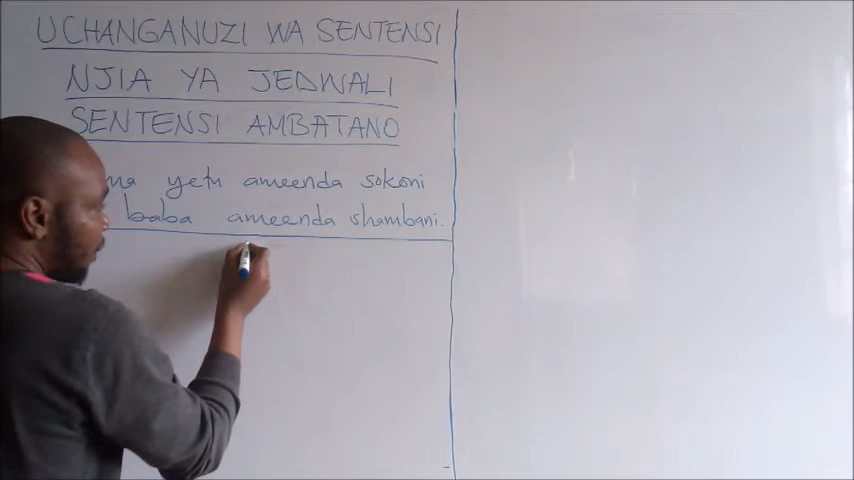 UCHANGANUZI WA SENTENSI
NJIA YA JEDWALI
SENTENSI AMBATANO
yetu ameenda sokoni
baba ameenda shambani.